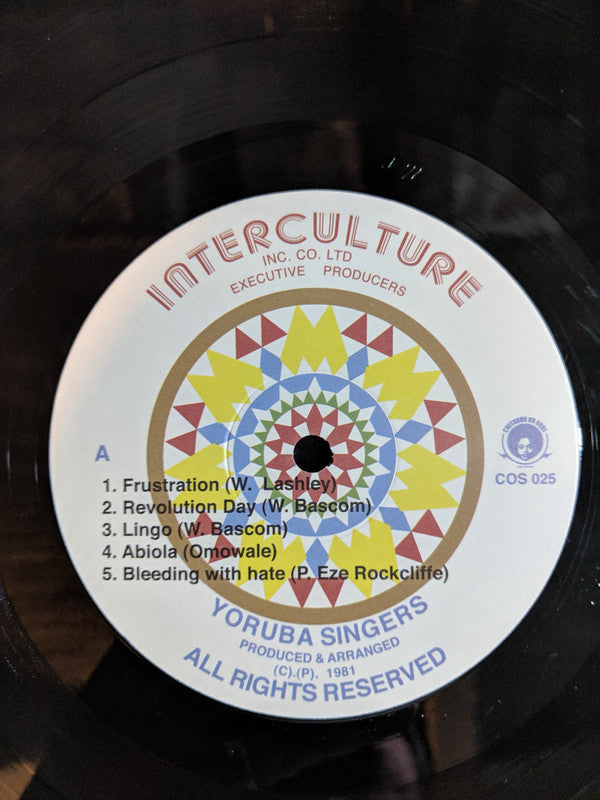 INTERCULTURE
INC. CO. LTD
EXECUTIVE PRODUCERS
A
COS 025
1. Frustration (W. Lashley)
2. Revolution Day (W. Bascom)
3. Lingo (W. Bascom)
4. Abiola (Omowale)
5. Bleeding with hate (P. Eze Rockcliffe)
YORUBA SINGERS
PRODUCED & ARRANGED
(C).(P). 1981
ALL RIGHTS RESERVED